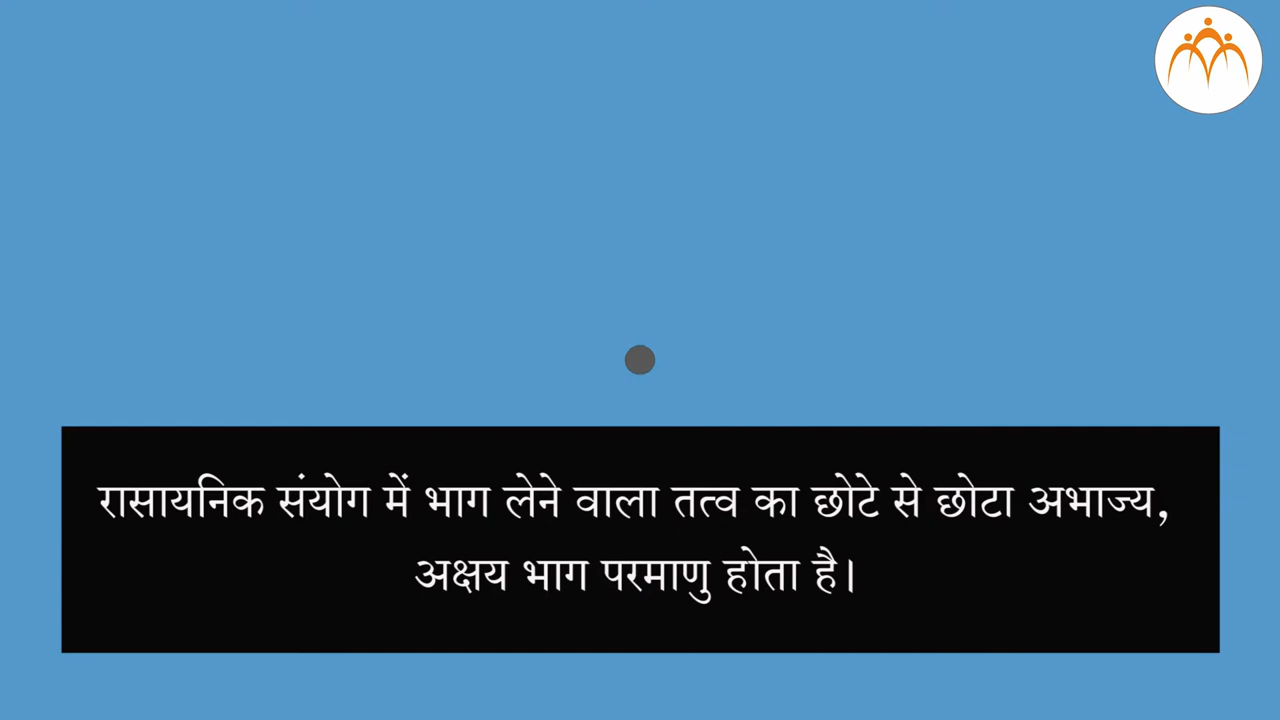 रासायनिक संयोग में भाग लेने वाला तत्व का छोटे से छोटा अभाज्य,
अक्षय भाग परमाणु होता है।